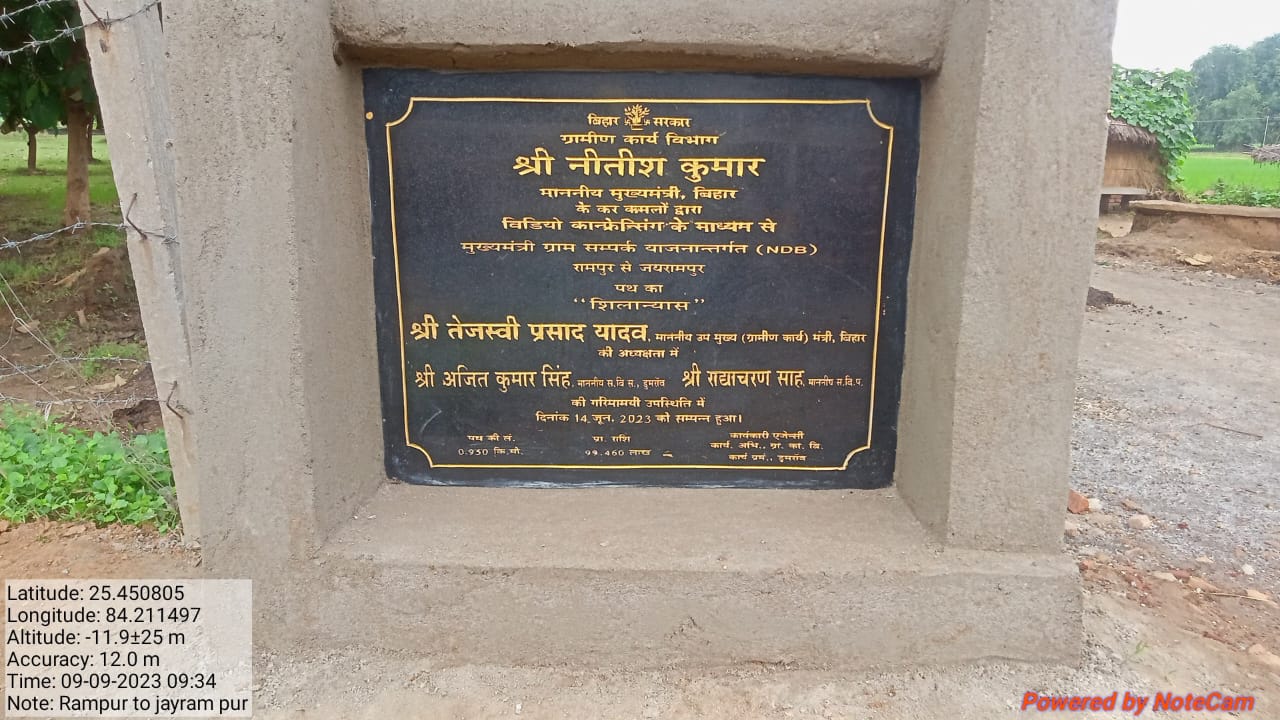 बिहार सरकार
ग्रामीण कार्य विभाग
श्री नीतीश कुमार
माननीय मुख्यमंत्री, बिहार
के कर कमलों द्वारा
विडियो कान्फ्रेन्सिंग के माध्यम से
मुख्यमंत्री ग्राम सम्पर्क याजनान्तर्गत (NDB)
रामपुर से जयरामपुर
पथ का
“शिलान्यास”
श्री तेजस्वी प्रसाद यादव, माननीय उप मुख्य (ग्रामीण कार्य) मंत्री, बिहार
की अध्यक्षता में
श्री अजित कुमार सिंह, माननीय स.वि स., डुमराँव श्री राधाचरण साह, माननीय स.वि.प.
की गरिमामयी उपस्थिति में
दिनांक 14 जून, 2023 को सम्पन्न हुआ।
पथ की लं. प्रा. राशि कार्यकारी एजेन्सी
0.950 कि.मी. 99.460 लाख कार्य. अभि., ग्रा. का. वि.
कार्य प्रमं., डुमराँव
Latitude: 25.450805
Longitude: 84.211497
Altitude: -11.9±25 m
Accuracy: 12.0 m
Time: 09-09-2023 09:34
Note: Rampur to jayram pur
Powered by NoteCam